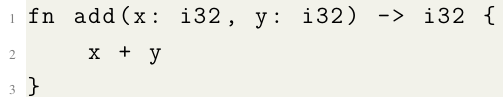 1 fn add(x: i32, y: i32) -> i32 {
2     x + y
3 }